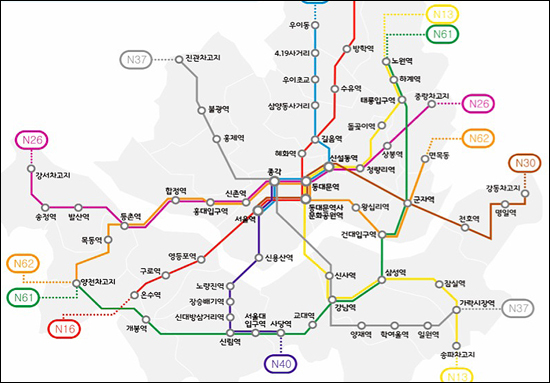 N13
N61
우이동
방학역
N37
진관차고지
4.19사거리
노원역
하계역
우이초교
수유역
태릉입구역
중랑차고지
N26
불광역
삼양동사거리
돌곶이역
홍제역
길음역
상봉역
N62
N26
혜화역
신설동역
면목동
청량리역
N30
강서차고지
종각
동대문역
강동차고지
합정역
신촌역
군자역
송정역
발산역
등촌역
홍대입구역
서울역
동대문역사
문화공원역
왕십리역
천호역
명일역
목동역
건대입구역
N62
영등포역
신용산역
양천차고지
구로역
신사역
삼성역
N61
온수역
노량진역
잠실역
장승배기역
강남역
가락시장역
N37
N16
개봉역
신대방삼거리역
서울대
입구역
사당역
교대역
신림역
양재역
학여울역
일원역
송파차고지
N40
N13